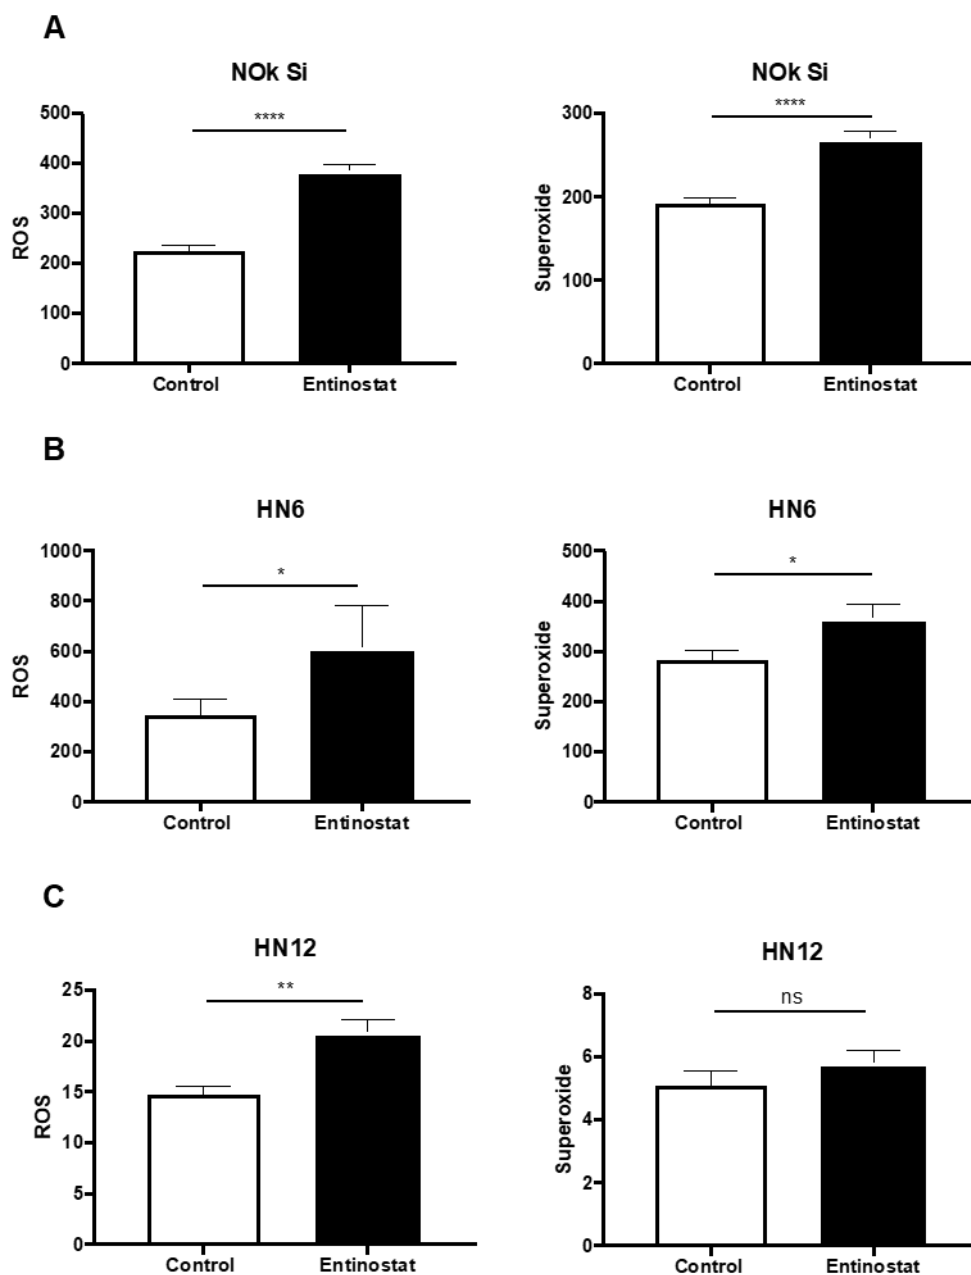 A
NOk Si
NOk Si
500
400
300
200
100
0
ROS
****
Control
Entinostat
300
200
100
0
Superoxide
****
Control
Entinostat
B
HN6
HN6
1000
800
600
400
200
0
ROS
*
Control
Entinostat
500
400
300
200
100
0
Superoxide
*
Control
Entinostat
C
HN12
HN12
25
20
15
10
5
0
ROS
**
Control
Entinostat
8
6
4
2
0
Superoxide
ns
Control
Entinostat